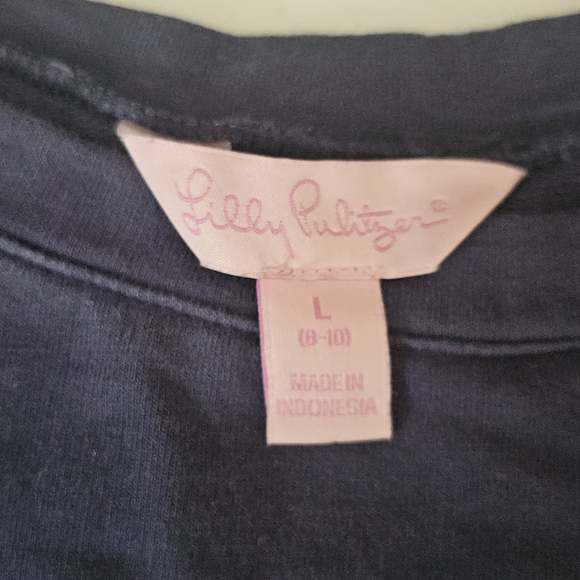 Lilly Pulitzer®
L
(8-10)
MADE IN
INDONESIA